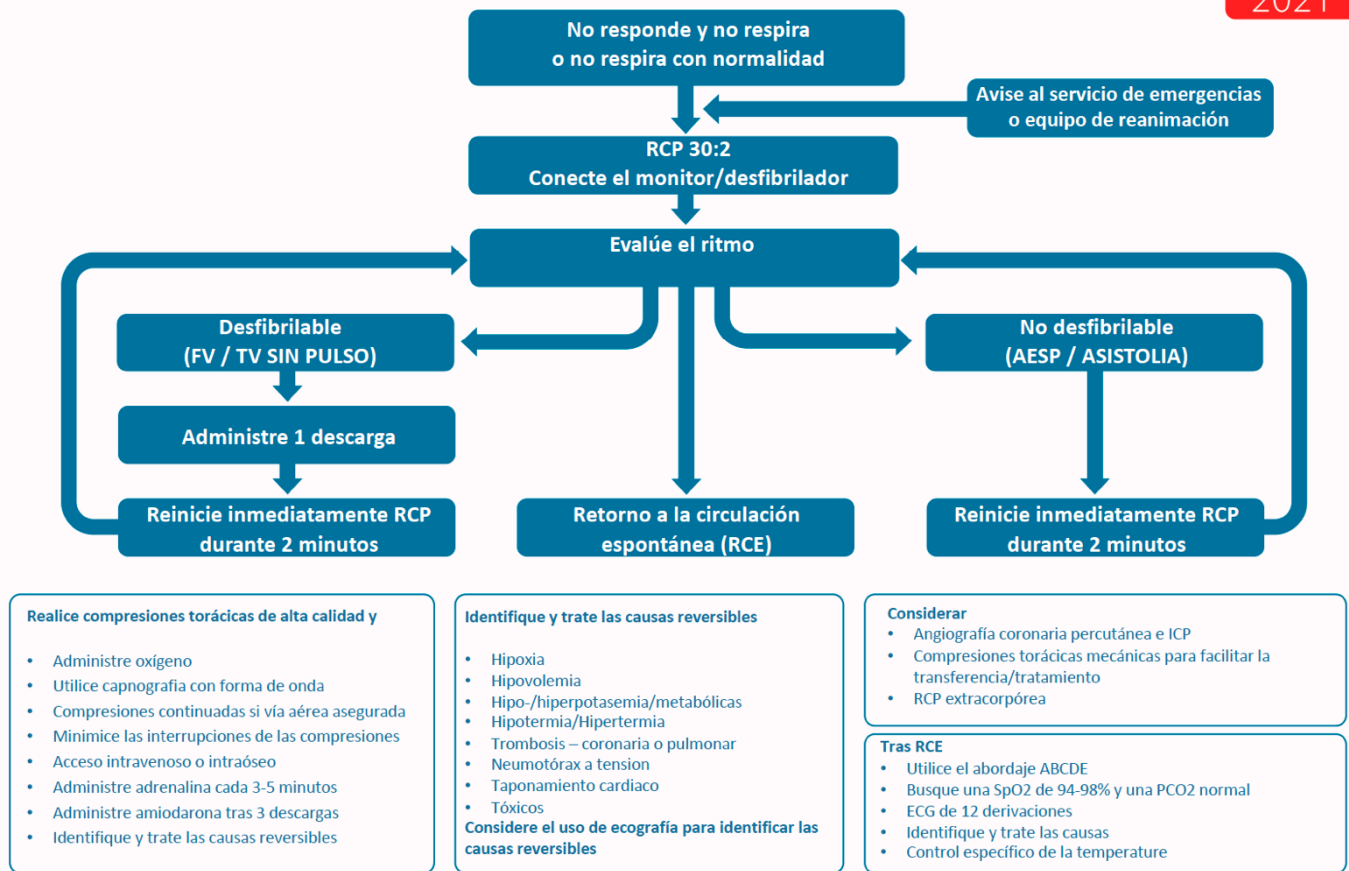 2021
No responde y no respira
o no respira con normalidad
Avise al servicio de emergencias
o equipo de reanimación
RCP 30:2
Conecte el monitor/desfibrilador
Evalúe el ritmo
Desfibrilable
(FV / TV SIN PULSO)
No desfibrilable
(AESP / ASISTOLIA)
Administre 1 descarga
Reinicie inmediatamente RCP
durante 2 minutos
Retorno a la circulación
espontánea (RCE)
Reinicie inmediatamente RCP
durante 2 minutos
Realice compresiones torácicas de alta calidad y
• Administre oxígeno
• Utilice capnografia con forma de onda
• Compresiones continuadas si vía aérea asegurada
• Minimice las interrupciones de las compresiones
• Acceso intravenoso o intraóseo
• Administre adrenalina cada 3-5 minutos
• Administre amiodarona tras 3 descargas
• Identifique y trate las causas reversibles
Identifique y trate las causas reversibles
• Hipoxia
• Hipovolemia
• Hipo-/hiperpotasemia/metabólicas
• Hipotermia/Hipertermia
• Trombosis – coronaria o pulmonar
• Neumotórax a tension
• Taponamiento cardiaco
• Tóxicos
Considere el uso de ecografía para identificar las
causas reversibles
Considerar
• Angiografía coronaria percutánea e ICP
• Compresiones torácicas mecánicas para facilitar la
transferencia/tratamiento
• RCP extracorpórea
Tras RCE
• Utilice el abordaje ABCDE
• Busque una SpO2 de 94-98% y una PCO2 normal
• ECG de 12 derivaciones
• Identifique y trate las causas
• Control específico de la temperature